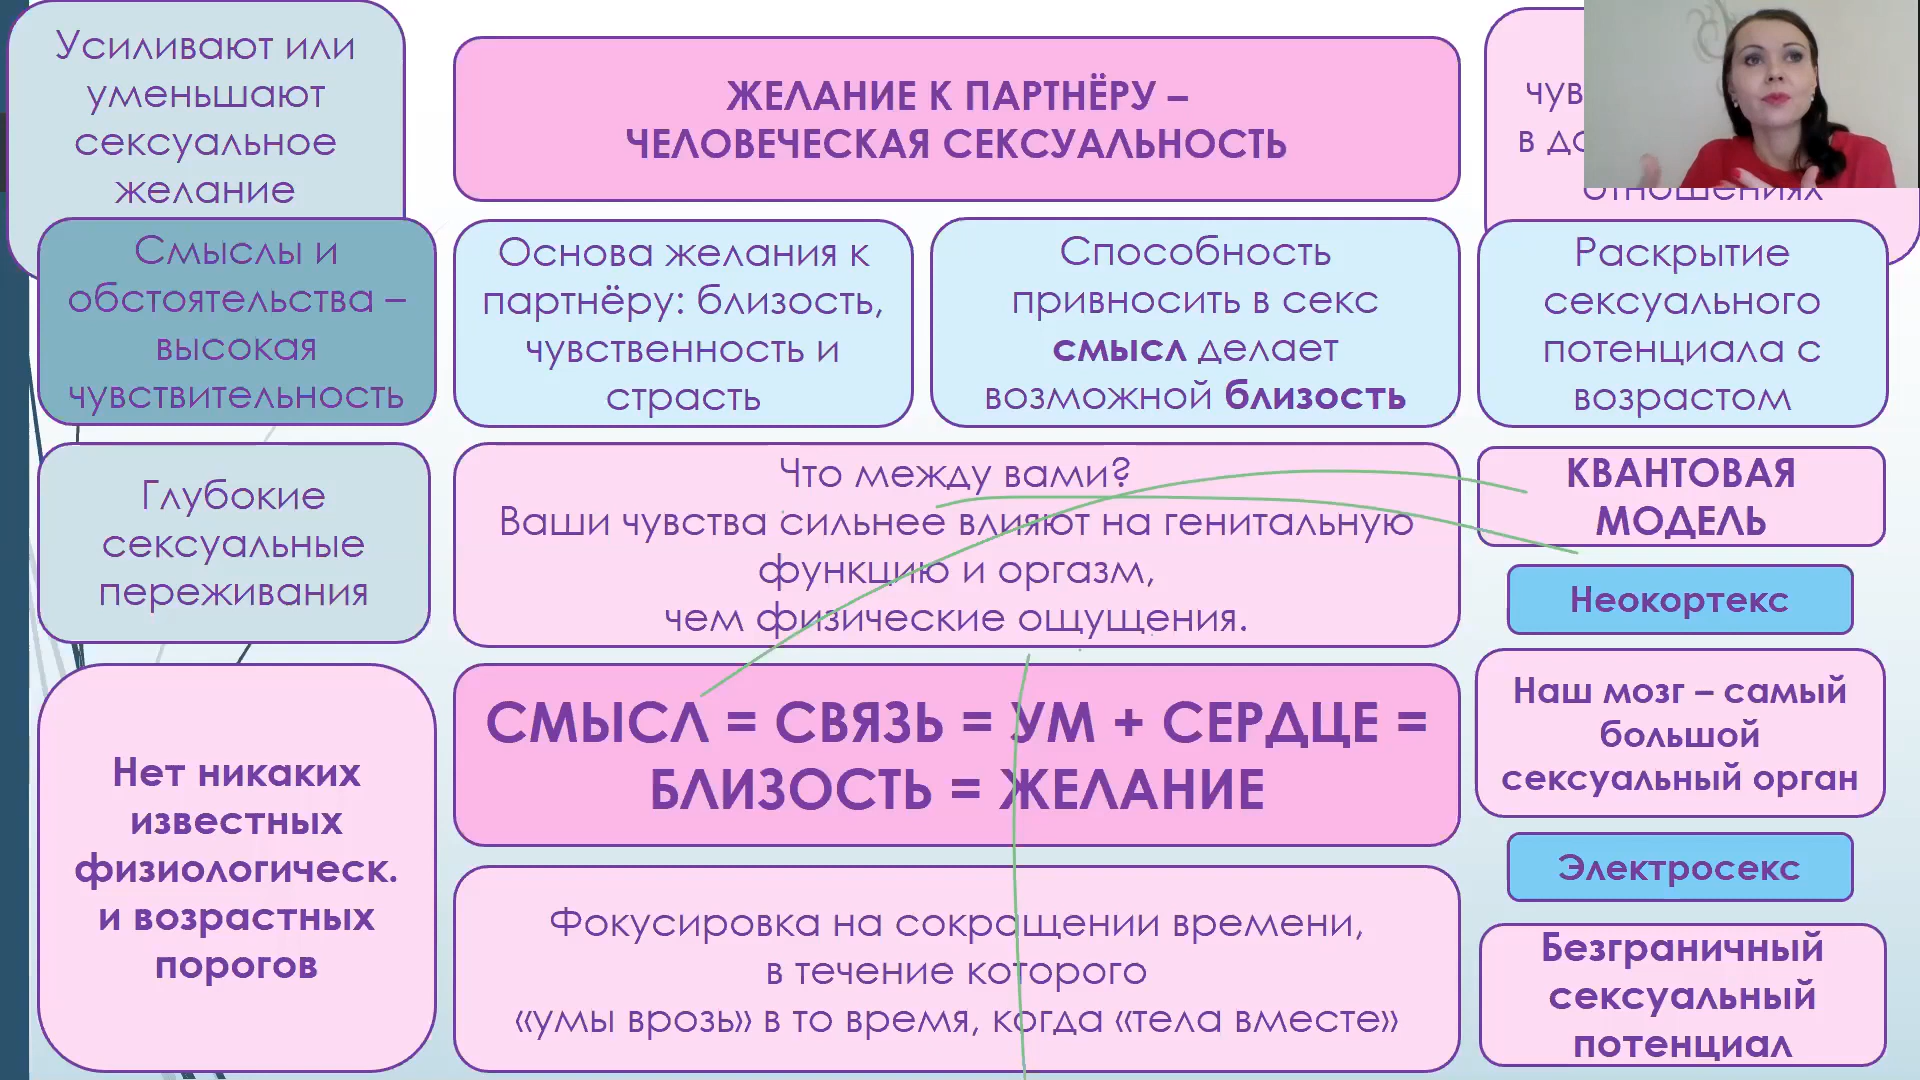 Усиливают или
уменьшают
сексуальное
желание
ЖЕЛАНИЕ К ПАРТНЁРУ –
ЧЕЛОВЕЧЕСКАЯ СЕКСУАЛЬНОСТЬ
отношениях
Смыслы и
обстоятельства –
высокая
чувствительность
Основа желания к
партнёру: близость,
чувственность и
страсть
Способность
привносить в секс
смысл делает
возможной близость
Раскрытие
сексуального
потенциала с
возрастом
Глубокие
сексуальные
переживания
Что между вами?
Ваши чувства сильнее влияют на генитальную
функцию и оргазм,
чем физические ощущения.
КВАНТОВАЯ
МОДЕЛЬ
Неокортекс
Нет никаких
известных
физиологическ.
и возрастных
порогов
СМЫСЛ = СВЯЗЬ = УМ + СЕРДЦЕ =
БЛИЗОСТЬ = ЖЕЛАНИЕ
Наш мозг – самый
большой
сексуальный орган
Электросекс
Фокусировка на сокращении времени,
в течение которого
«умы врозь» в то время, когда «тела вместе»
Безграничный
сексуальный
потенциал